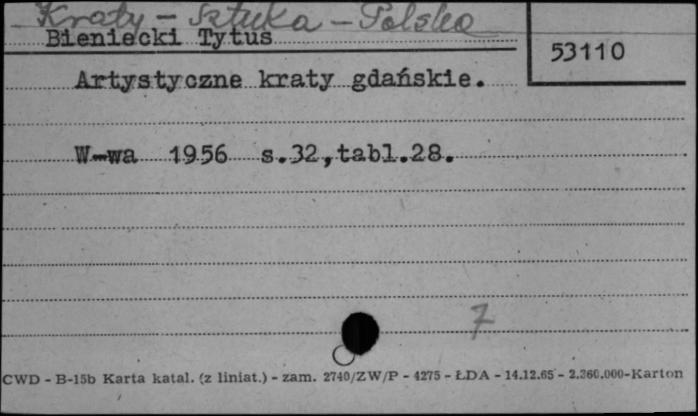 Kraty - Sztuka - Polska
Bieniecki Tytus
53110
Artystyczne kraty gdańskie.
W-wa 1956 s.32,tabl.28.
7
CWD - B-15b Karta katal. (z liniat.) - zam. 2740/ZW/P - 4275 - ŁDA - 14.12.65 - 2.360.000-Karton